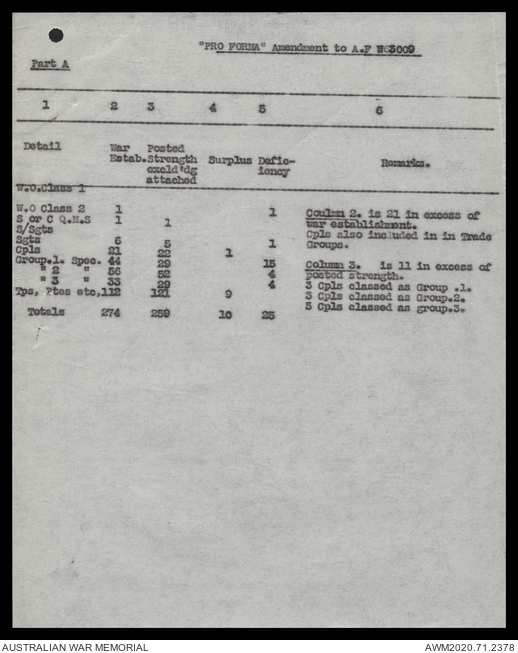 "PRO FORMA" Amendment to A.F W3009
Part A
1 2 3 4 5 6
Detail War Posted
Estab. Strength Surplus Defic- Remarks.
excld'dg iency
attached
W.O.Class 1
W.O Class 2 1 1 Coulmn 2. is 21 in excess of
S or C Q.M.S 1 1 war establishment.
S/Sgts Cpls also included in in Trade
Sgts 6 5 1 Groups.
Cpls 21 22 1
Group.1. Spec. 44 29 15 Column 3. is 11 in excess of
" 2 " 56 52 4 posted strength.
" 3 " 33 29 4 3 Cpls classed as Group .1.
Tps, Ptes etc, 112 121 9 3 Cpls classed as Group.2.
5 Cpls classed as group.3.
Totals 274 259 10 25
AUSTRALIAN WAR MEMORIAL AWM2020.71.2378